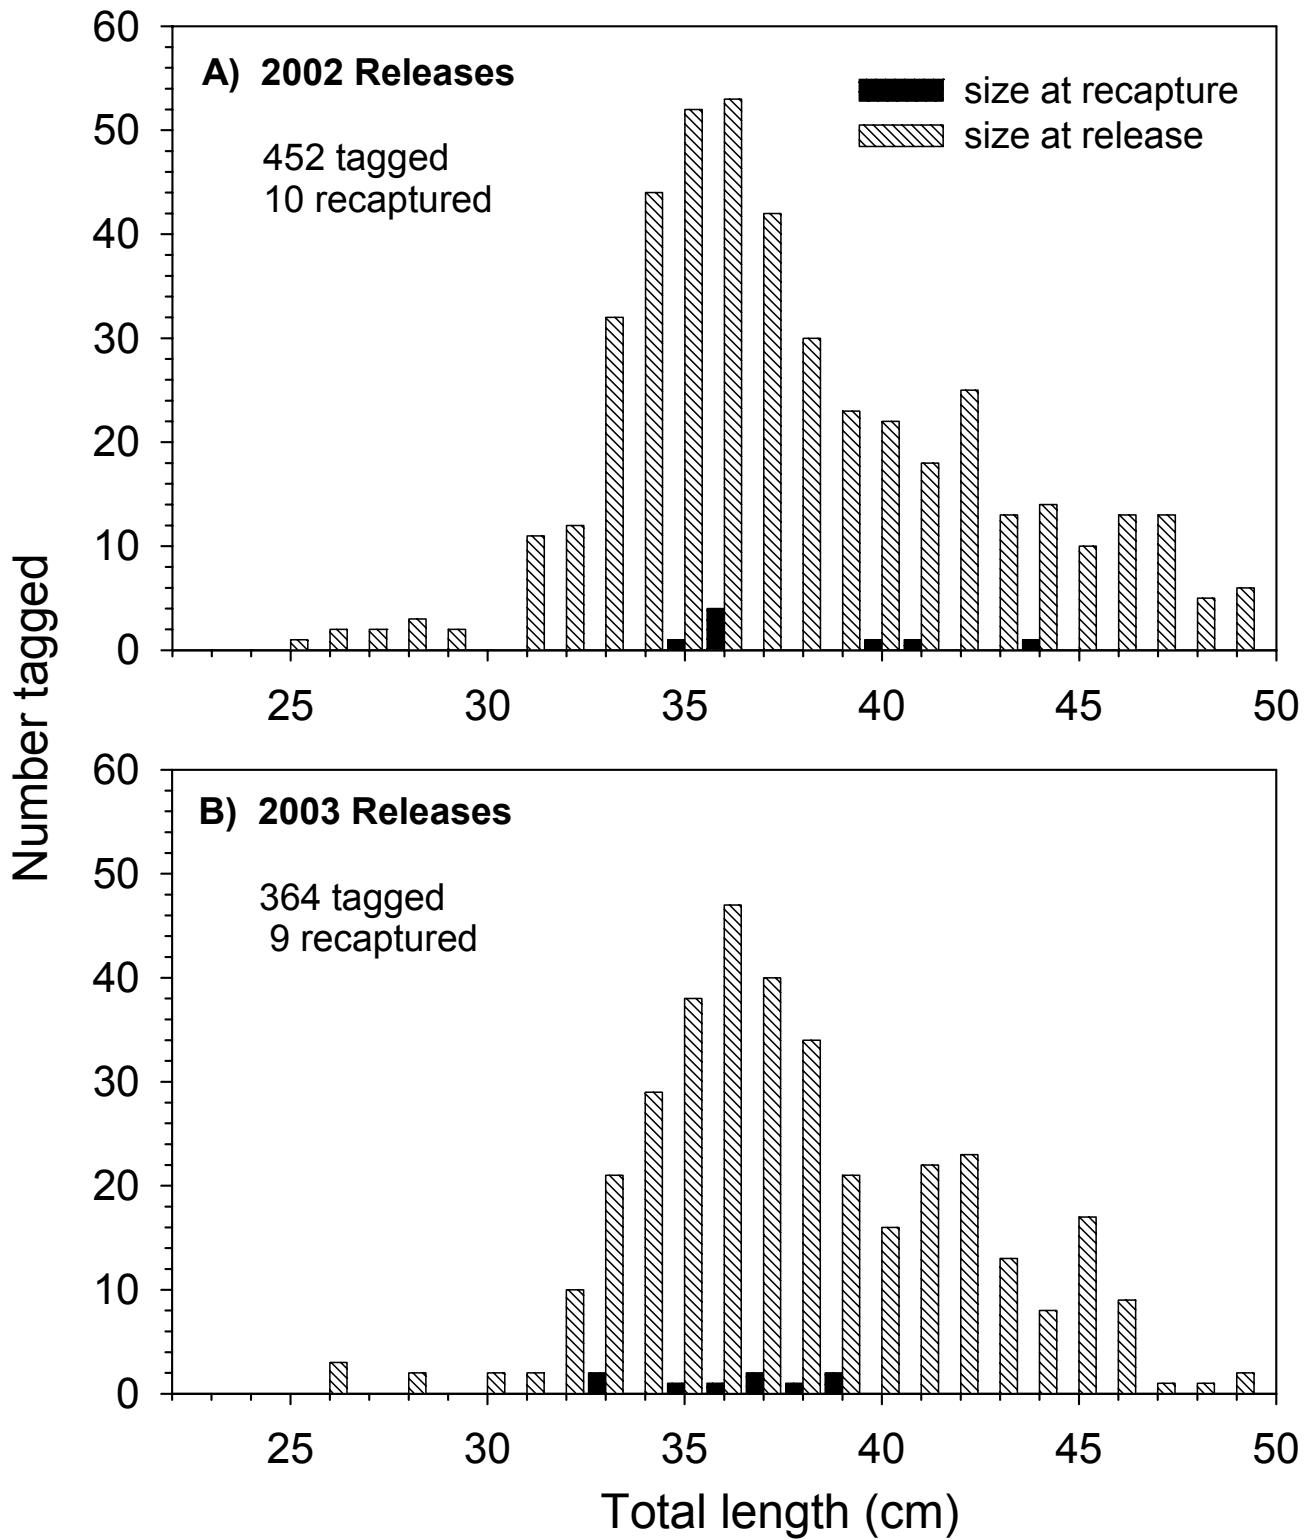 Number tagged
60
50
40
30
20
10
0
A) 2002 Releases
452 tagged
10 recaptured
size at recapture
size at release
25 30 35 40 45 50
60
50
40
30
20
10
0
B) 2003 Releases
364 tagged
9 recaptured
25 30 35 40 45 50
Total length (cm)